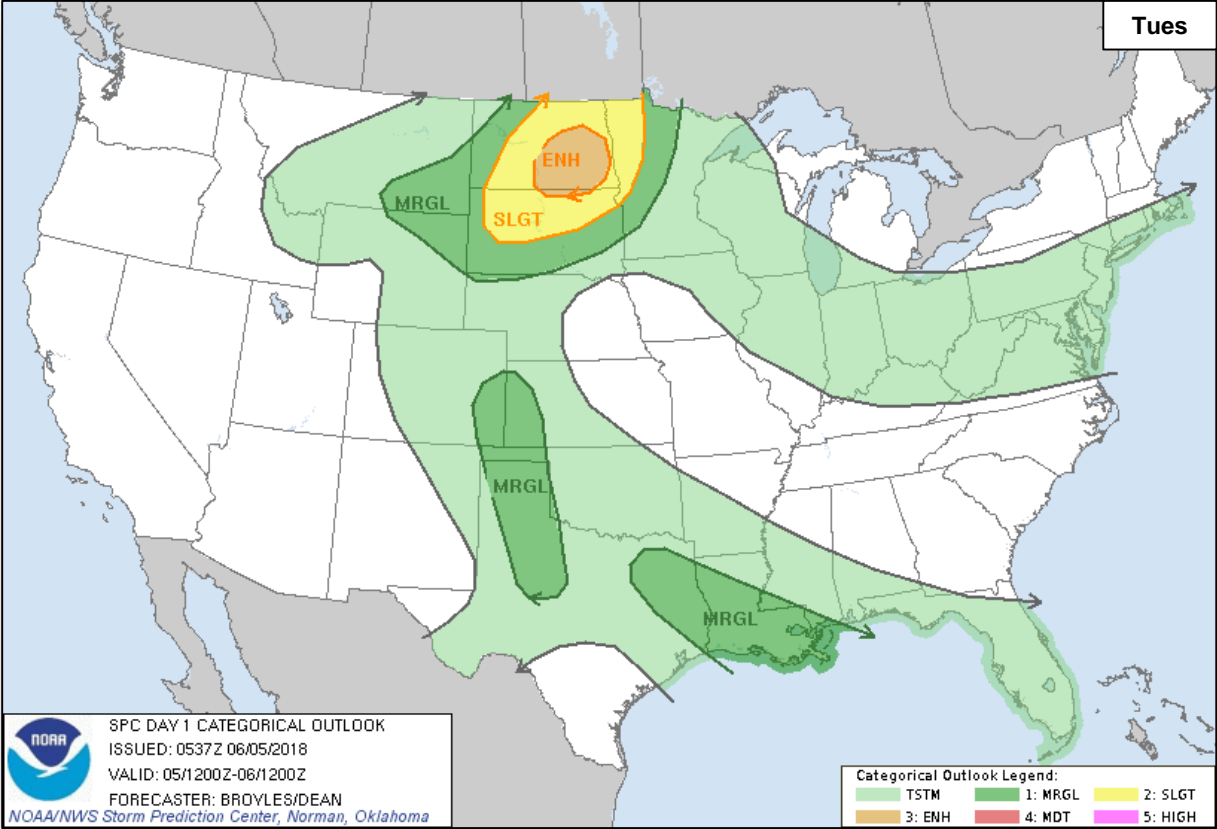 Tues
ENH
MRGL
SLGT
MRGL
MRGL
NOAA
SPC DAY 1 CATEGORICAL OUTLOOK
ISSUED: 0537Z 06/05/2018
VALID: 05/1200Z-06/1200Z
FORECASTER: BROYLES/DEAN
NOAA/NWS Storm Prediction Center, Norman, Oklahoma
Categorical Outlook Legend:
TSTM 1: MRGL 2: SLGT
3: ENH 4: MDT 5: HIGH